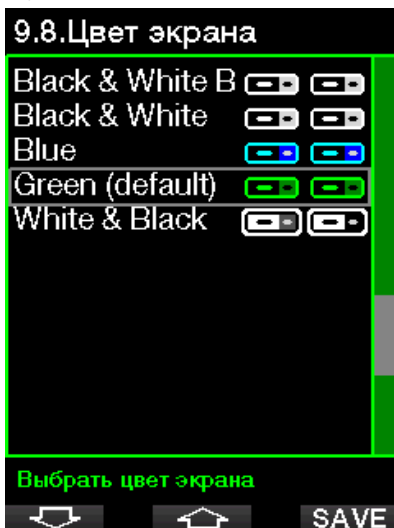 9.8.Цвет экрана
Black & White B
Black & White
Blue
Green (default)
White & Black
Выбрать цвет экрана
SAVE